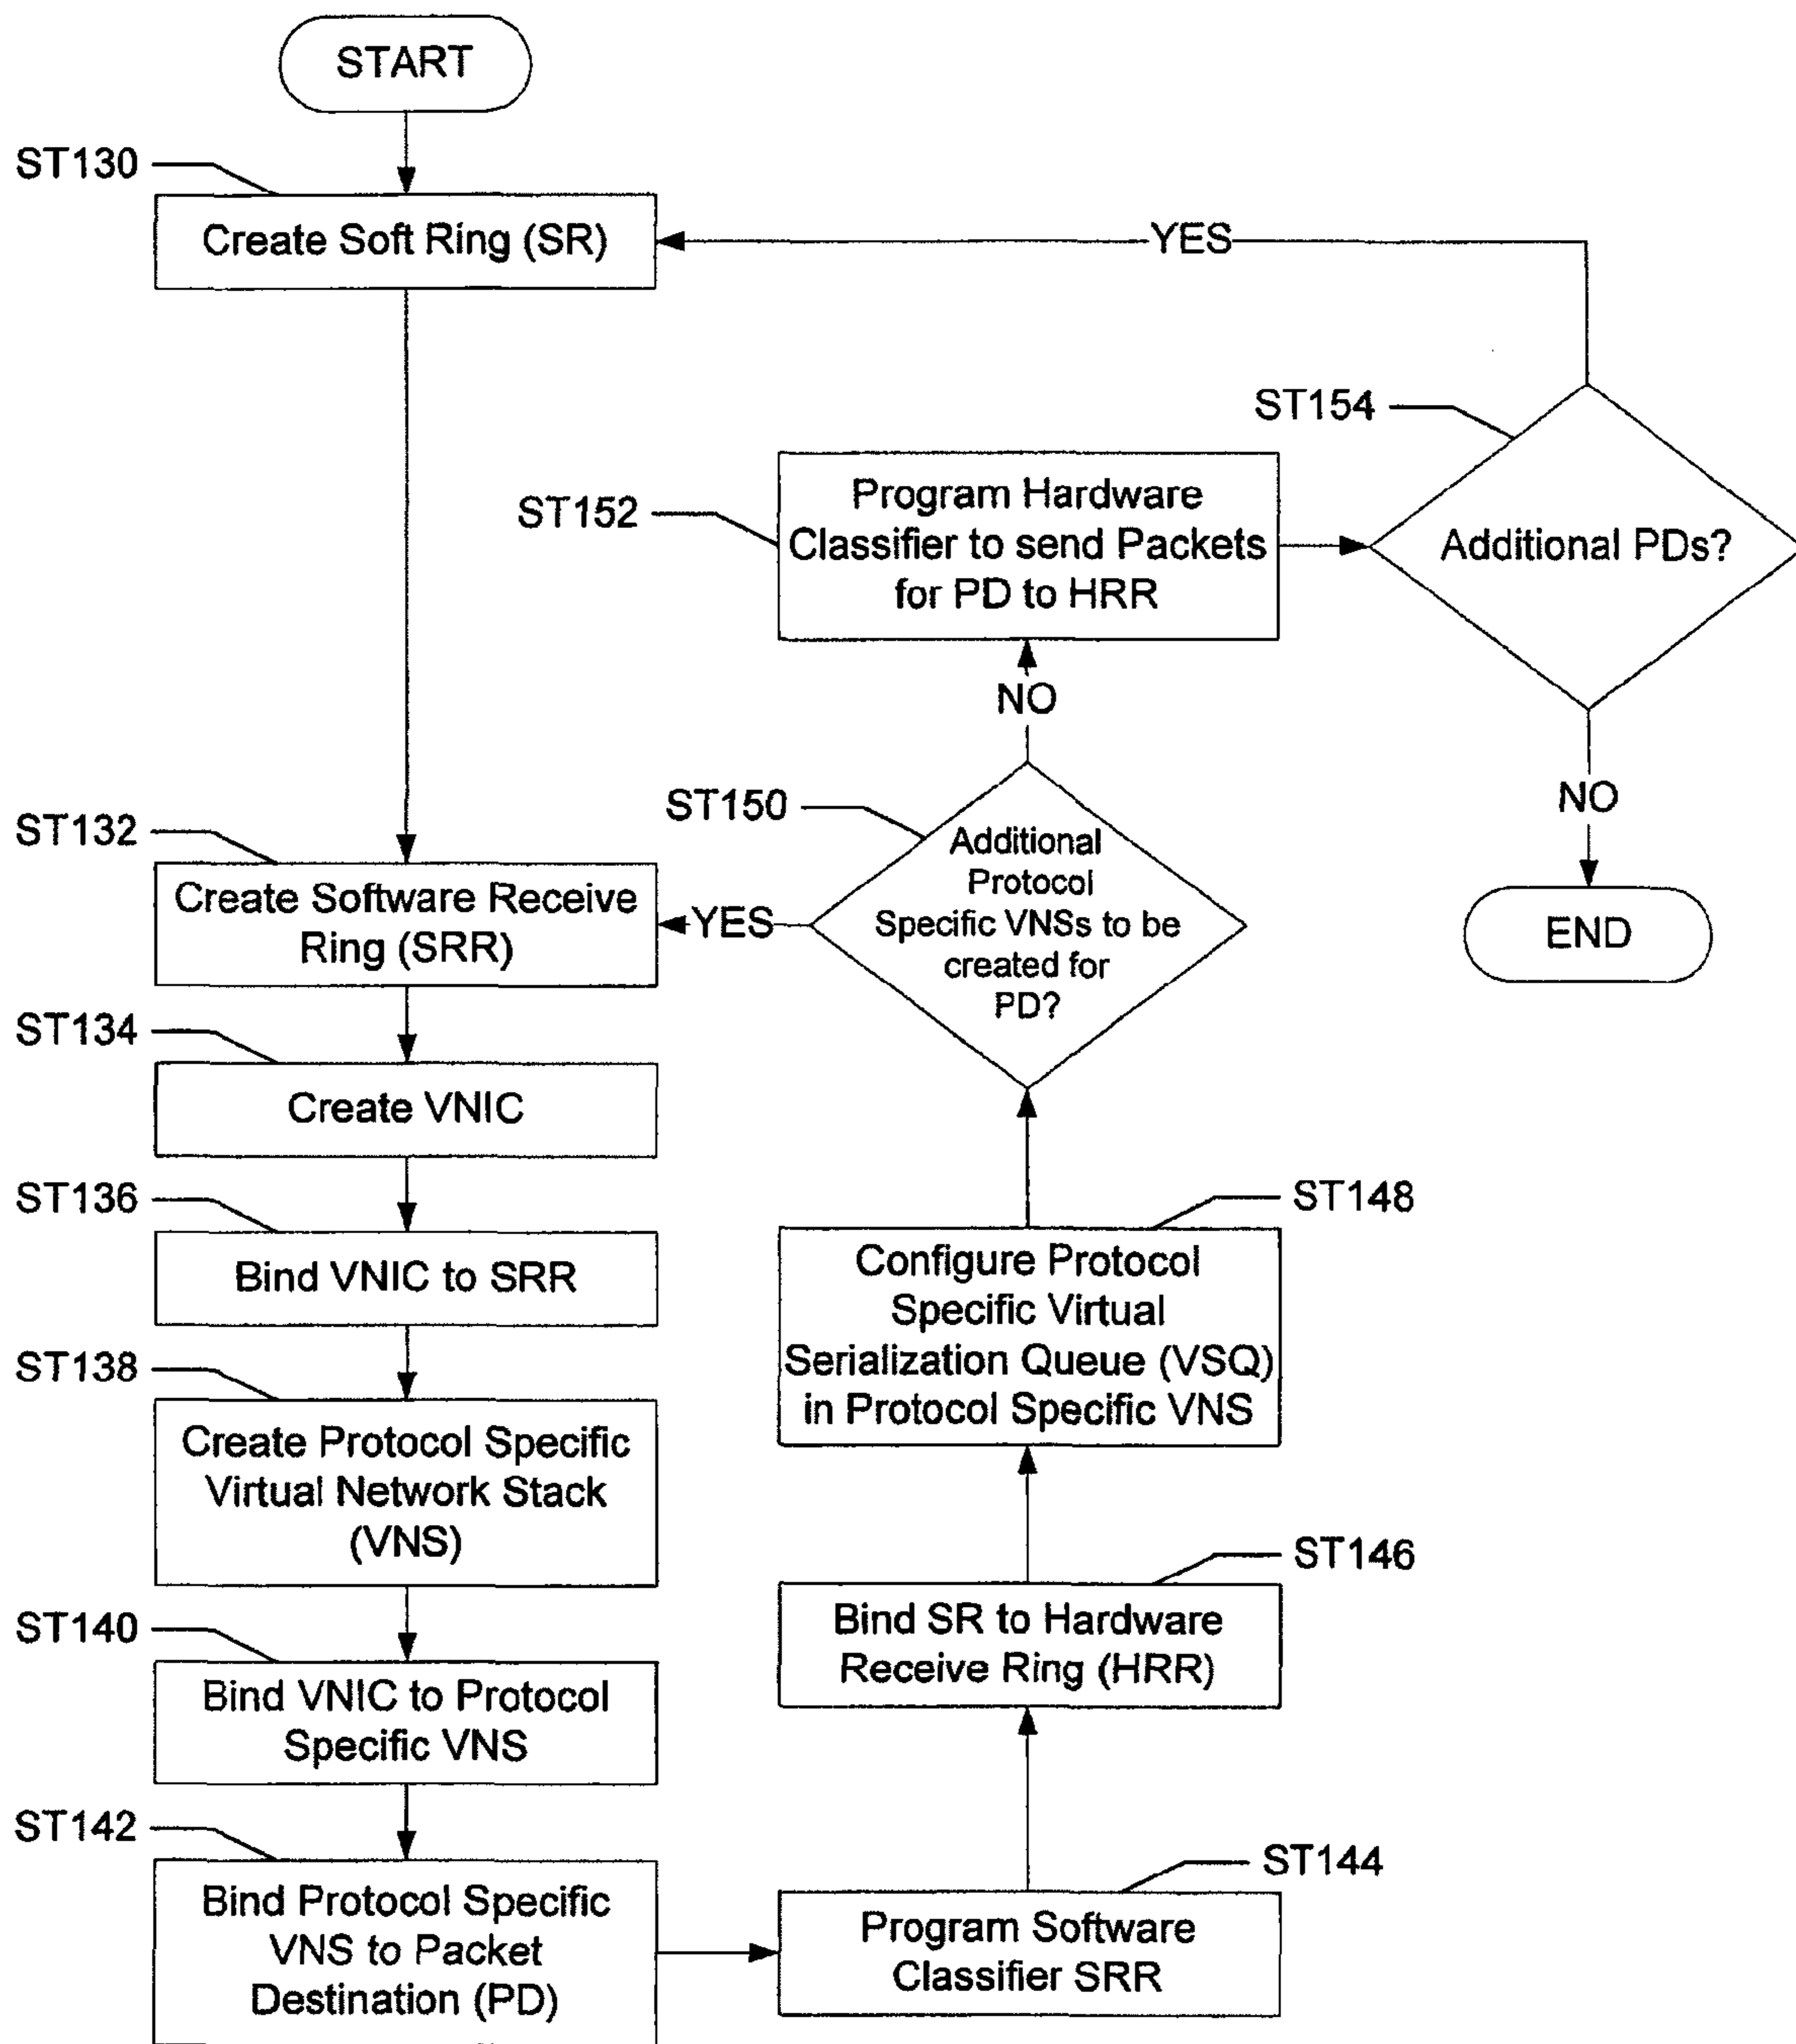 START
ST130
Create Soft Ring (SR)
YES
ST154
Additional PDs?
ST152
Program Hardware
Classifier to send Packets
for PD to HRR
NO
NO
END
ST150
Additional
Protocol
Specific VNSs to be
created for
PD?
YES
ST132
Create Software Receive
Ring (SRR)
ST134
Create VNIC
ST136
Bind VNIC to SRR
ST138
Create Protocol Specific
Virtual Network Stack
(VNS)
ST140
Bind VNIC to Protocol
Specific VNS
ST142
Bind Protocol Specific
VNS to Packet
Destination (PD)
ST144
Program Software
Classifier SRR
ST146
Bind SR to Hardware
Receive Ring (HRR)
ST148
Configure Protocol
Specific Virtual
Serialization Queue (VSQ)
in Protocol Specific VNS